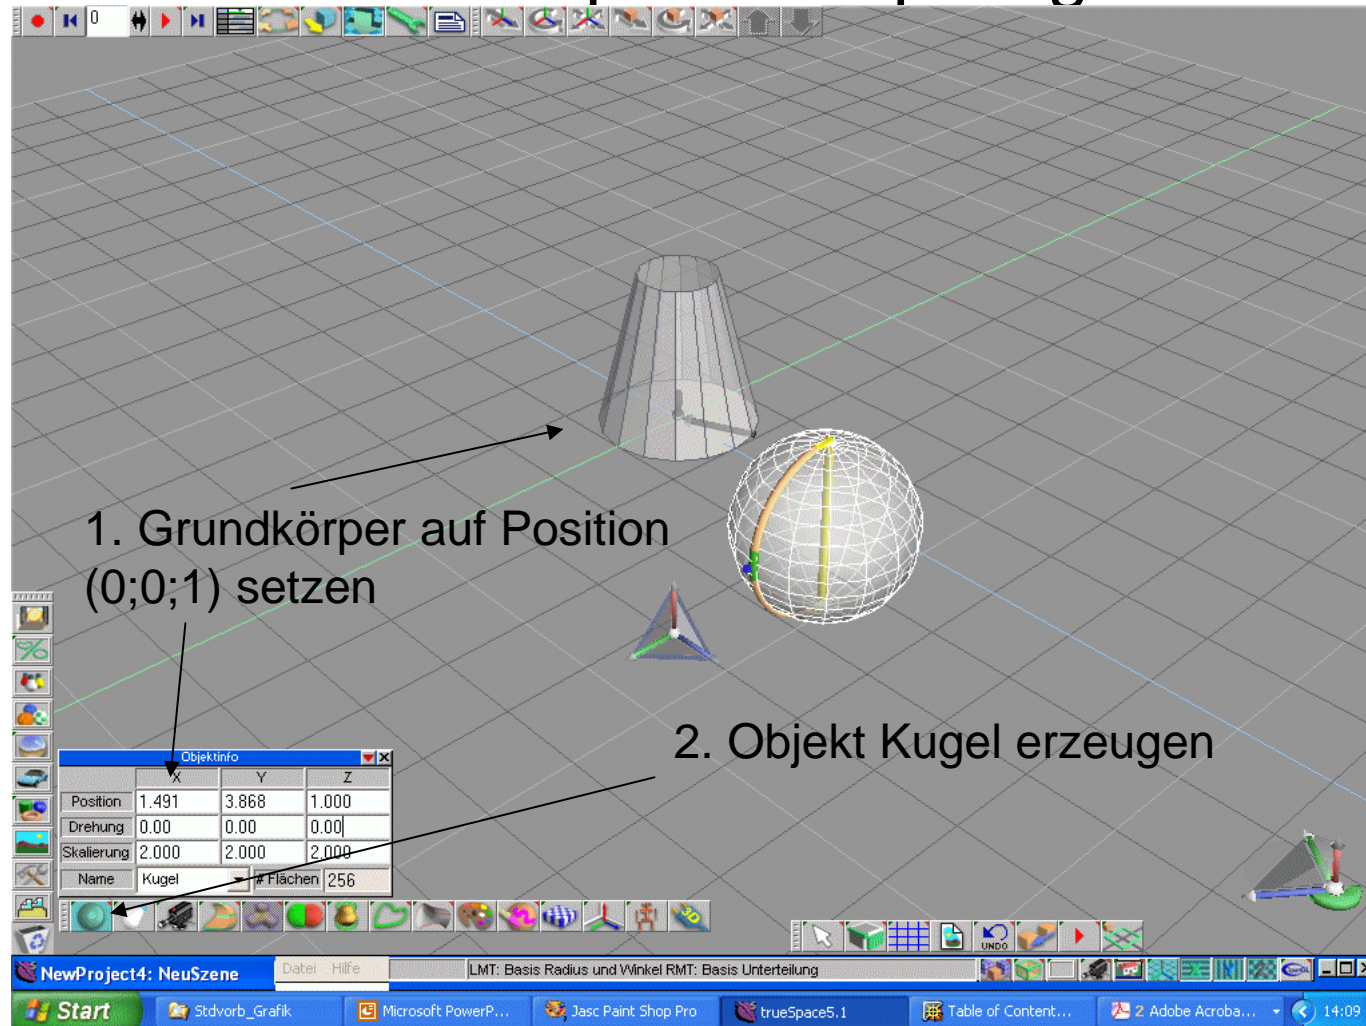 0
1. Grundkörper auf Position
(0;0;1) setzen
2. Objekt Kugel erzeugen
Objektinfo
X Y Z
Position 1.491 3.868 1.000
Drehung 0.00 0.00 0.00
Skalierung 2.000 2.000 2.000
Name Kugel # Flächen 256
3D
UNDO
NewProject4: NeuSzene Datei Hilfe LMT: Basis Radius und Winkel RMT: Basis Unterteilung
Start Stdvorb_Grafik Microsoft PowerP... Jasc Paint Shop Pro trueSpace5.1 Table of Content... 2 Adobe Acroba... 14:09